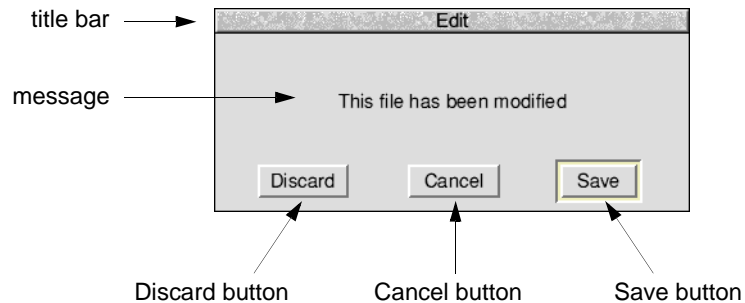 title bar
Edit
message
This file has been modified
Discard
Cancel
Save
Discard button
Cancel button
Save button